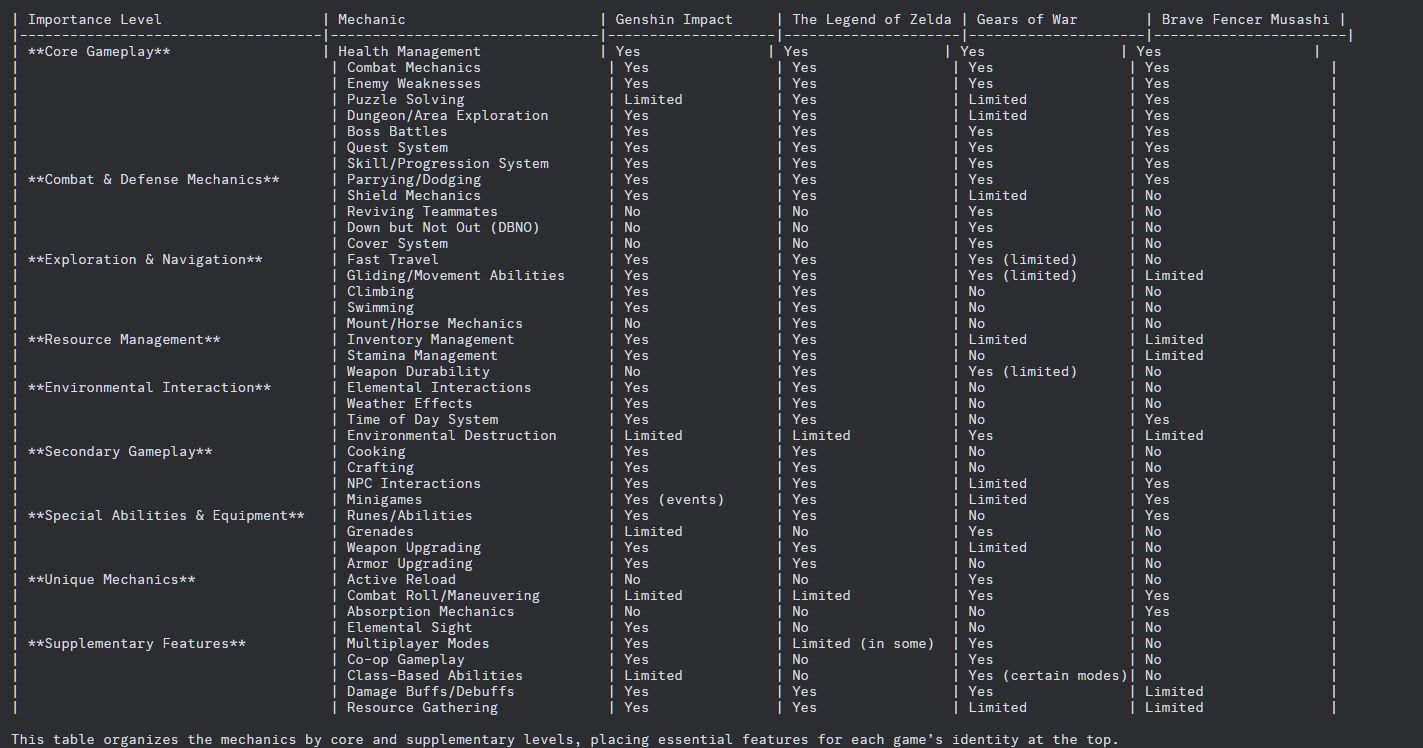 | Importance Level | Mechanic | Genshin Impact | The Legend of Zelda | Gears of War | Brave Fencer Musashi |
|------------------------------------|--------------------------------|--------------------|---------------------|---------------------|-----------------------|
| **Core Gameplay** | Health Management | Yes | Yes | Yes | Yes |
| | Combat Mechanics | Yes | Yes | Yes | Yes |
| | Enemy Weaknesses | Yes | Yes | Yes | Yes |
| | Puzzle Solving | Limited | Yes | Limited | Yes |
| | Dungeon/Area Exploration | Yes | Yes | Limited | Yes |
| | Boss Battles | Yes | Yes | Yes | Yes |
| | Quest System | Yes | Yes | Yes | Yes |
| | Skill/Progression System | Yes | Yes | Yes | Yes |
| **Combat & Defense Mechanics** | Parrying/Dodging | Yes | Yes | Yes | Yes |
| | Shield Mechanics | Yes | Yes | Limited | No |
| | Reviving Teammates | No | No | Yes | No |
| | Down but Not Out (DBNO) | No | No | Yes | No |
| | Cover System | No | No | Yes | No |
| **Exploration & Navigation** | Fast Travel | Yes | Yes | Yes (limited) | No |
| | Gliding/Movement Abilities | Yes | Yes | Yes (limited) | Limited |
| | Climbing | Yes | Yes | No | No |
| | Swimming | Yes | Yes | No | No |
| | Mount/Horse Mechanics | No | Yes | No | No |
| **Resource Management** | Inventory Management | Yes | Yes | Limited | Limited |
| | Stamina Management | Yes | Yes | No | Limited |
| | Weapon Durability | No | Yes | Yes (limited) | No |
| **Environmental Interaction** | Elemental Interactions | Yes | Yes | No | No |
| | Weather Effects | Yes | Yes | No | No |
| | Time of Day System | Yes | Yes | No | Yes |
| | Environmental Destruction | Limited | Limited | Yes | Limited |
| **Secondary Gameplay** | Cooking | Yes | Yes | No | No |
| | Crafting | Yes | Yes | No | No |
| | NPC Interactions | Yes | Yes | Limited | Yes |
| | Minigames | Yes (events) | Yes | Limited | Yes |
| **Special Abilities & Equipment** | Runes/Abilities | Yes | Yes | No | Yes |
| | Grenades | Limited | No | Yes | No |
| | Weapon Upgrading | Yes | Yes | Limited | No |
| | Armor Upgrading | Yes | Yes | No | No |
| **Unique Mechanics** | Active Reload | No | No | Yes | No |
| | Combat Roll/Maneuvering | Limited | Limited | Yes | Yes |
| | Absorption Mechanics | No | No | No | Yes |
| | Elemental Sight | Yes | No | No | No |
| **Supplementary Features** | Multiplayer Modes | Yes | Limited (in some) | Yes | No |
| | Co-op Gameplay | Yes | No | Yes | No |
| | Class-Based Abilities | Limited | No | Yes (certain modes)| No |
| | Damage Buffs/Debuffs | Yes | Yes | Yes | Limited |
| | Resource Gathering | Yes | Yes | Limited | Limited |
This table organizes the mechanics by core and supplementary levels, placing essential features for each game's identity at the top.